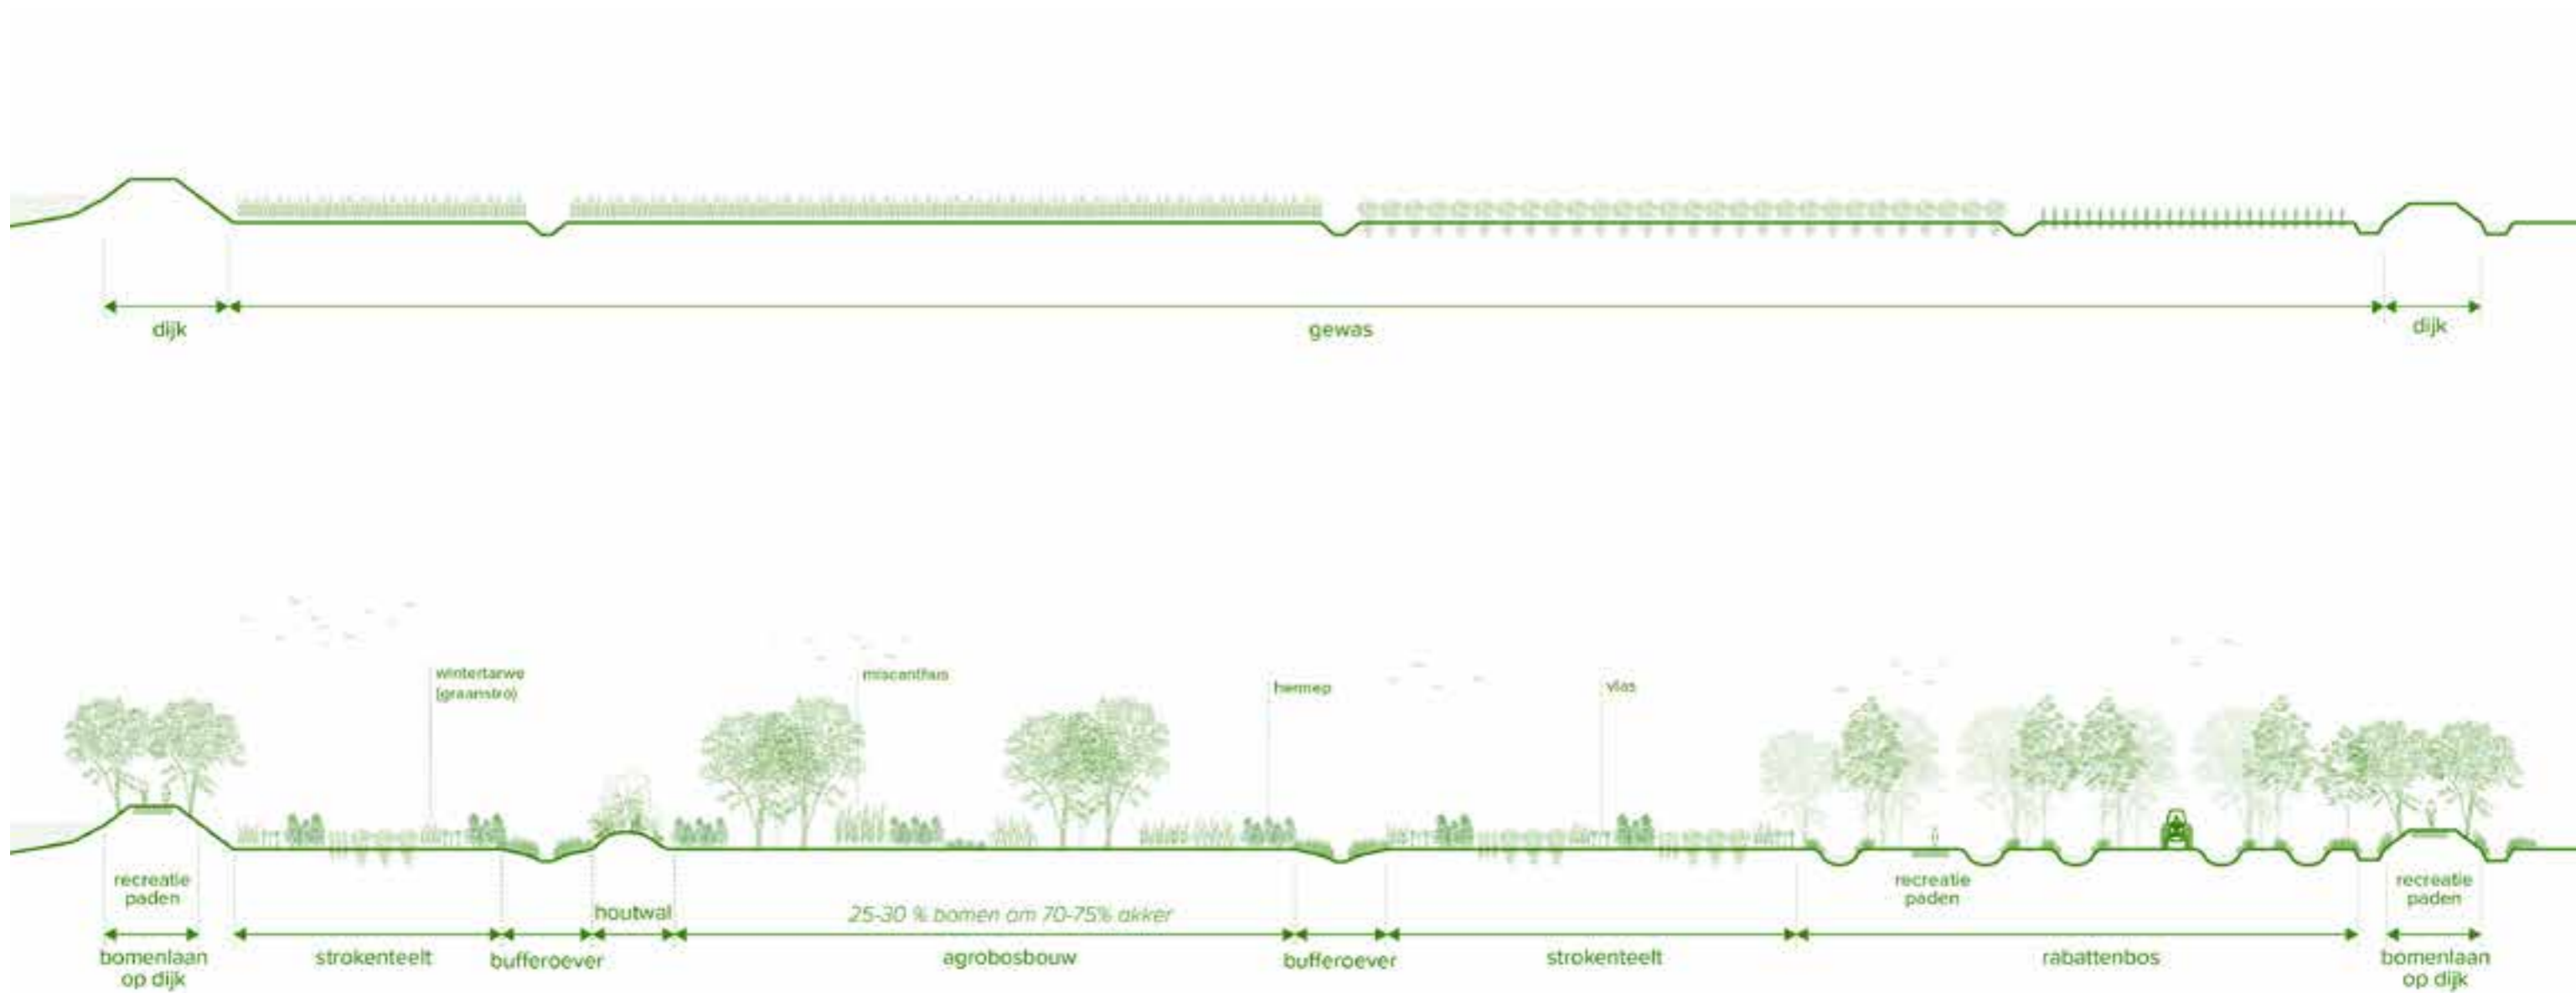 dijk
gewas
dijk
wintertarwe
(graanstro)
miscanthus
hennep
vlas
recreatie
paden
recreatie
paden
recreatie
paden
houtwal
25-30 % bomen om 70-75% akker
bomenlaan
op dijk
strokenteelt
bufferoever
agrobosbouw
bufferoever
strokenteelt
rabattenbos
bomenlaan
op dijk